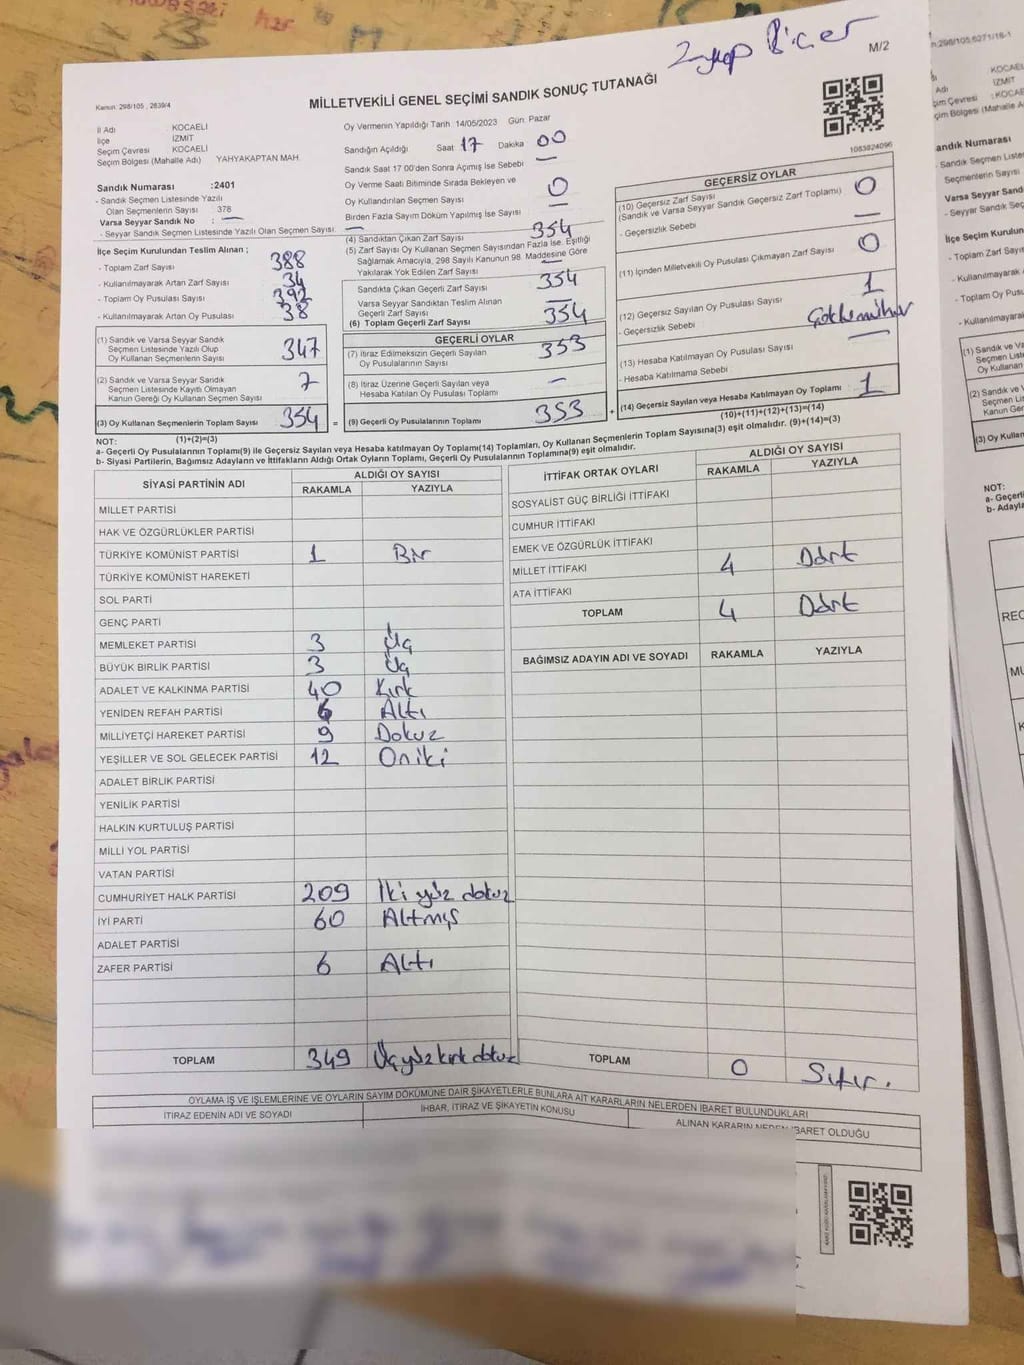 Zeynep Biçer
M/2
Kanun: 298/105 , 2839/4
MİLLETVEKİLİ GENEL SEÇİMİ SANDIK SONUÇ TUTANAĞI
1083824096
İl Adı : KOCAELİ
İlçe : İZMİT
Seçim Çevresi : KOCAELİ
Seçim Bölgesi (Mahalle Adı) YAHYAKAPTAN MAH.
Sandık Numarası :2401
- Sandık Seçmen Listesinde Yazılı
Olan Seçmenlerin Sayısı : 378
Varsa Seyyar Sandık No : —
- Seyyar Sandık Seçmen Listesinde Yazılı Olan Seçmen Sayısı: —
Oy Vermenin Yapıldığı Tarih 14/05/2023 Gün: Pazar
Sandığın Açıldığı Saat 17 Dakika 00
Sandık Saat 17 00'den Sonra Açımış İse Sebebi —
Oy Verme Saati Bitiminde Sırada Bekleyen ve
Oy Kullandırılan Seçmen Sayısı 0
Birden Fazla Sayım Döküm Yapılmış İse Sayısı —
İlçe Seçim Kurulundan Teslim Alınan ;
- Toplam Zarf Sayısı 388
- Kullanılmayarak Artan Zarf Sayısı 34
- Toplam Oy Pusulası Sayısı 392
- Kullanılmayarak Artan Oy Pusulası 38
(1) Sandık ve Varsa Seyyar Sandık
Seçmen Listesinde Yazılı Olup
Oy Kullanan Seçmenlerin Sayısı 347
(2) Sandık ve Varsa Seyyar Sandık
Seçmen Listesinde Kayıtlı Olmayan
Kanun Gereği Oy Kullanan Seçmen Sayısı 7
(3) Oy Kullanan Seçmenlerin Toplam Sayısı 354 =
(1)+(2)=(3)
(4) Sandıktan Çıkan Zarf Sayısı 354
(5) Zarf Sayısı Oy Kullanan Seçmen Sayısından Fazla İse, Eşitliği
Sağlamak Amacıyla, 298 Sayılı Kanunun 98. Maddesine Göre
Yakılarak Yok Edilen Zarf Sayısı —
Sandıkta Çıkan Geçerli Zarf Sayısı 354
Varsa Seyyar Sandıktan Teslim Alınan
Geçerli Zarf Sayısı —
(6) Toplam Geçerli Zarf Sayısı 354
GEÇERLİ OYLAR
(7) İtiraz Edilmeksizin Geçerli Sayılan
Oy Pusulalarının Sayısı 353
(8) İtiraz Üzerine Geçerli Sayılan veya
Hesaba Katılan Oy Pusulası Toplamı —
(9) Geçerli Oy Pusulalarının Toplamı 353 +
GEÇERSİZ OYLAR
(10) Geçersiz Zarf Sayısı
(Sandık ve Varsa Seyyar Sandık Geçersiz Zarf Toplamı) 0
- Geçersizlik Sebebi —
(11) İçinden Milletvekili Oy Pusulası Çıkmayan Zarf Sayısı 0
(12) Geçersiz Sayılan Oy Pusulası Sayısı 1
- Geçersizlik Sebebi
(13) Hesaba Katılmayan Oy Pusulası Sayısı —
- Hesaba Katılmama Sebebi
(14) Geçersiz Sayılan veya Hesaba Katılmayan Oy Toplamı 1
(10)+(11)+(12)+(13)=(14)
NOT:
a- Geçerli Oy Pusulalarının Toplamı(9) ile Geçersiz Sayılan veya Hesaba katılmayan Oy Toplamı(14) Toplamları, Oy Kullanan Seçmenlerin Toplam Sayısına(3) eşit olmalıdır. (9)+(14)=(3)
b- Siyasi Partilerin, Bağımsız Adayların ve İttifakların Aldığı Ortak Oyların Toplamı, Geçerli Oy Pusulalarının Toplamına(9) eşit olmalıdır.
SİYASİ PARTİNİN ADI ALDIĞI OY SAYISI
RAKAMLA YAZIYLA
MİLLET PARTİSİ
HAK VE ÖZGÜRLÜKLER PARTİSİ
TÜRKİYE KOMÜNİST PARTİSİ 1 Bir
TÜRKİYE KOMÜNİST HAREKETİ
SOL PARTİ
GENÇ PARTİ
MEMLEKET PARTİSİ 3 Üç
BÜYÜK BİRLİK PARTİSİ 3 Üç
ADALET VE KALKINMA PARTİSİ 40 Kırk
YENİDEN REFAH PARTİSİ 6 Altı
MİLLİYETÇİ HAREKET PARTİSİ 9 Dokuz
YEŞİLLER VE SOL GELECEK PARTİSİ 12 Oniki
ADALET BİRLİK PARTİSİ
YENİLİK PARTİSİ
HALKIN KURTULUŞ PARTİSİ
MİLLİ YOL PARTİSİ
VATAN PARTİSİ
CUMHURİYET HALK PARTİSİ 209 İki yüz dokuz
İYİ PARTİ 60 Altmış
ADALET PARTİSİ
ZAFER PARTİSİ 6 Altı
TOPLAM 349 Üçyüz kırk dokuz
İTTİFAK ORTAK OYLARI ALDIĞI OY SAYISI
RAKAMLA YAZIYLA
SOSYALİST GÜÇ BİRLİĞİ İTTİFAKI
CUMHUR İTTİFAKI
EMEK VE ÖZGÜRLÜK İTTİFAKI
MİLLET İTTİFAKI 4 Dört
ATA İTTİFAKI
TOPLAM 4 Dört
BAĞIMSIZ ADAYIN ADI VE SOYADI RAKAMLA YAZIYLA
TOPLAM 0 Sıfır.
OYLAMA İŞ VE İŞLEMLERİNE VE OYLARIN SAYIM DÖKÜMÜNE DAİR ŞİKAYETLERLE BUNLARA AİT KARARLARIN NELERDEN İBARET BULUNDUKLARI
İTİRAZ EDENİN ADI VE SOYADI İHBAR, İTİRAZ VE ŞİKAYETİN KONUSU ALINAN KARARIN NEDEN İBARET OLDUĞU